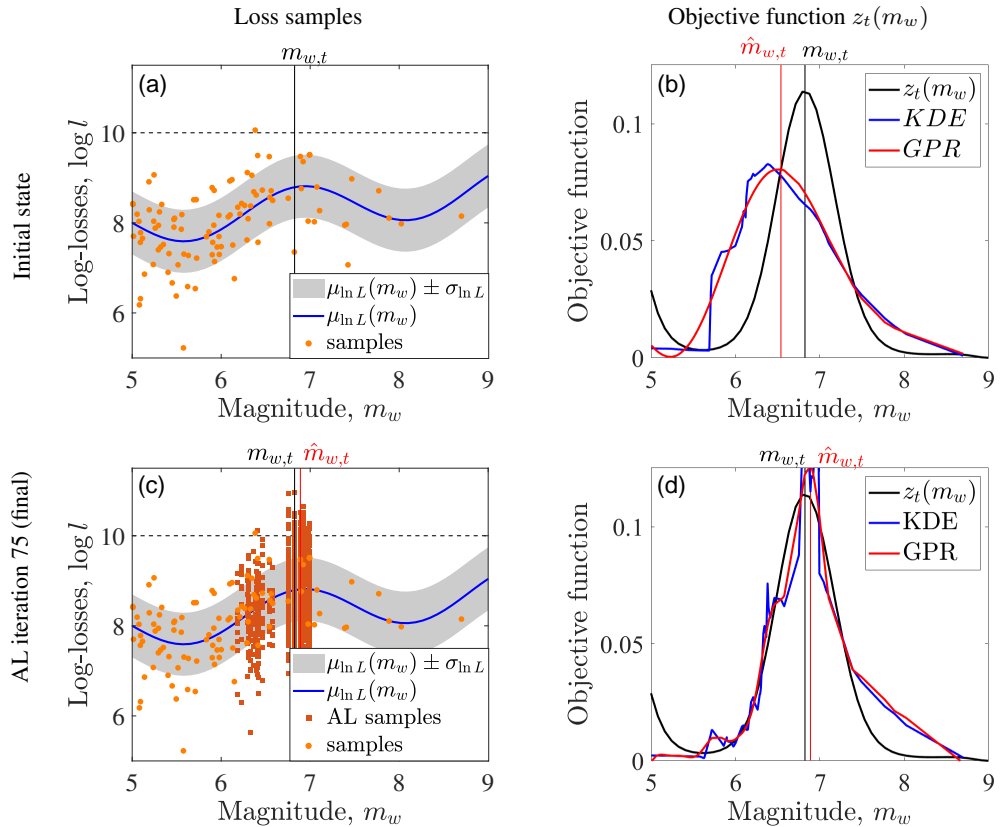 Loss samples
Objective function z_t(m_w)
Initial state
m_{w,t}
(a)
Log-losses, log l
10
8
6
μ_{ln L}(m_w) ± σ_{ln L}
μ_{ln L}(m_w)
samples
5 6 7 8 9
Magnitude, m_w
m̂_{w,t} m_{w,t}
(b)
Objective function
0.1
0.05
0
z_t(m_w)
KDE
GPR
5 6 7 8 9
Magnitude, m_w
AL iteration 75 (final)
m_{w,t} m̂_{w,t}
(c)
Log-losses, log l
10
8
6
μ_{ln L}(m_w) ± σ_{ln L}
μ_{ln L}(m_w)
AL samples
samples
5 6 7 8 9
Magnitude, m_w
m_{w,t} m̂_{w,t}
(d)
Objective function
0.1
0.05
0
z_t(m_w)
KDE
GPR
5 6 7 8 9
Magnitude, m_w